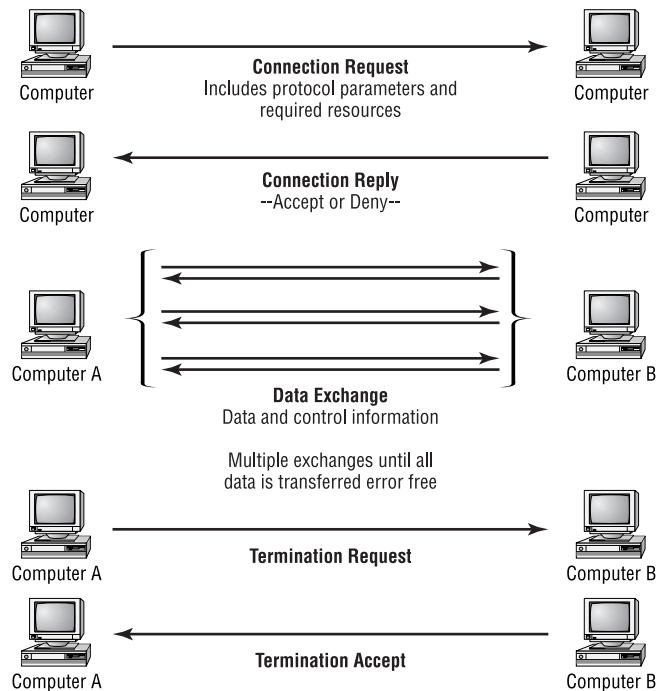 Computer
Computer
Connection Request
Includes protocol parameters and
required resources
Computer
Computer
Connection Reply
--Accept or Deny--
Computer A
Computer B
Data Exchange
Data and control information
Multiple exchanges until all
data is transferred error free
Computer A
Computer B
Termination Request
Computer A
Computer B
Termination Accept